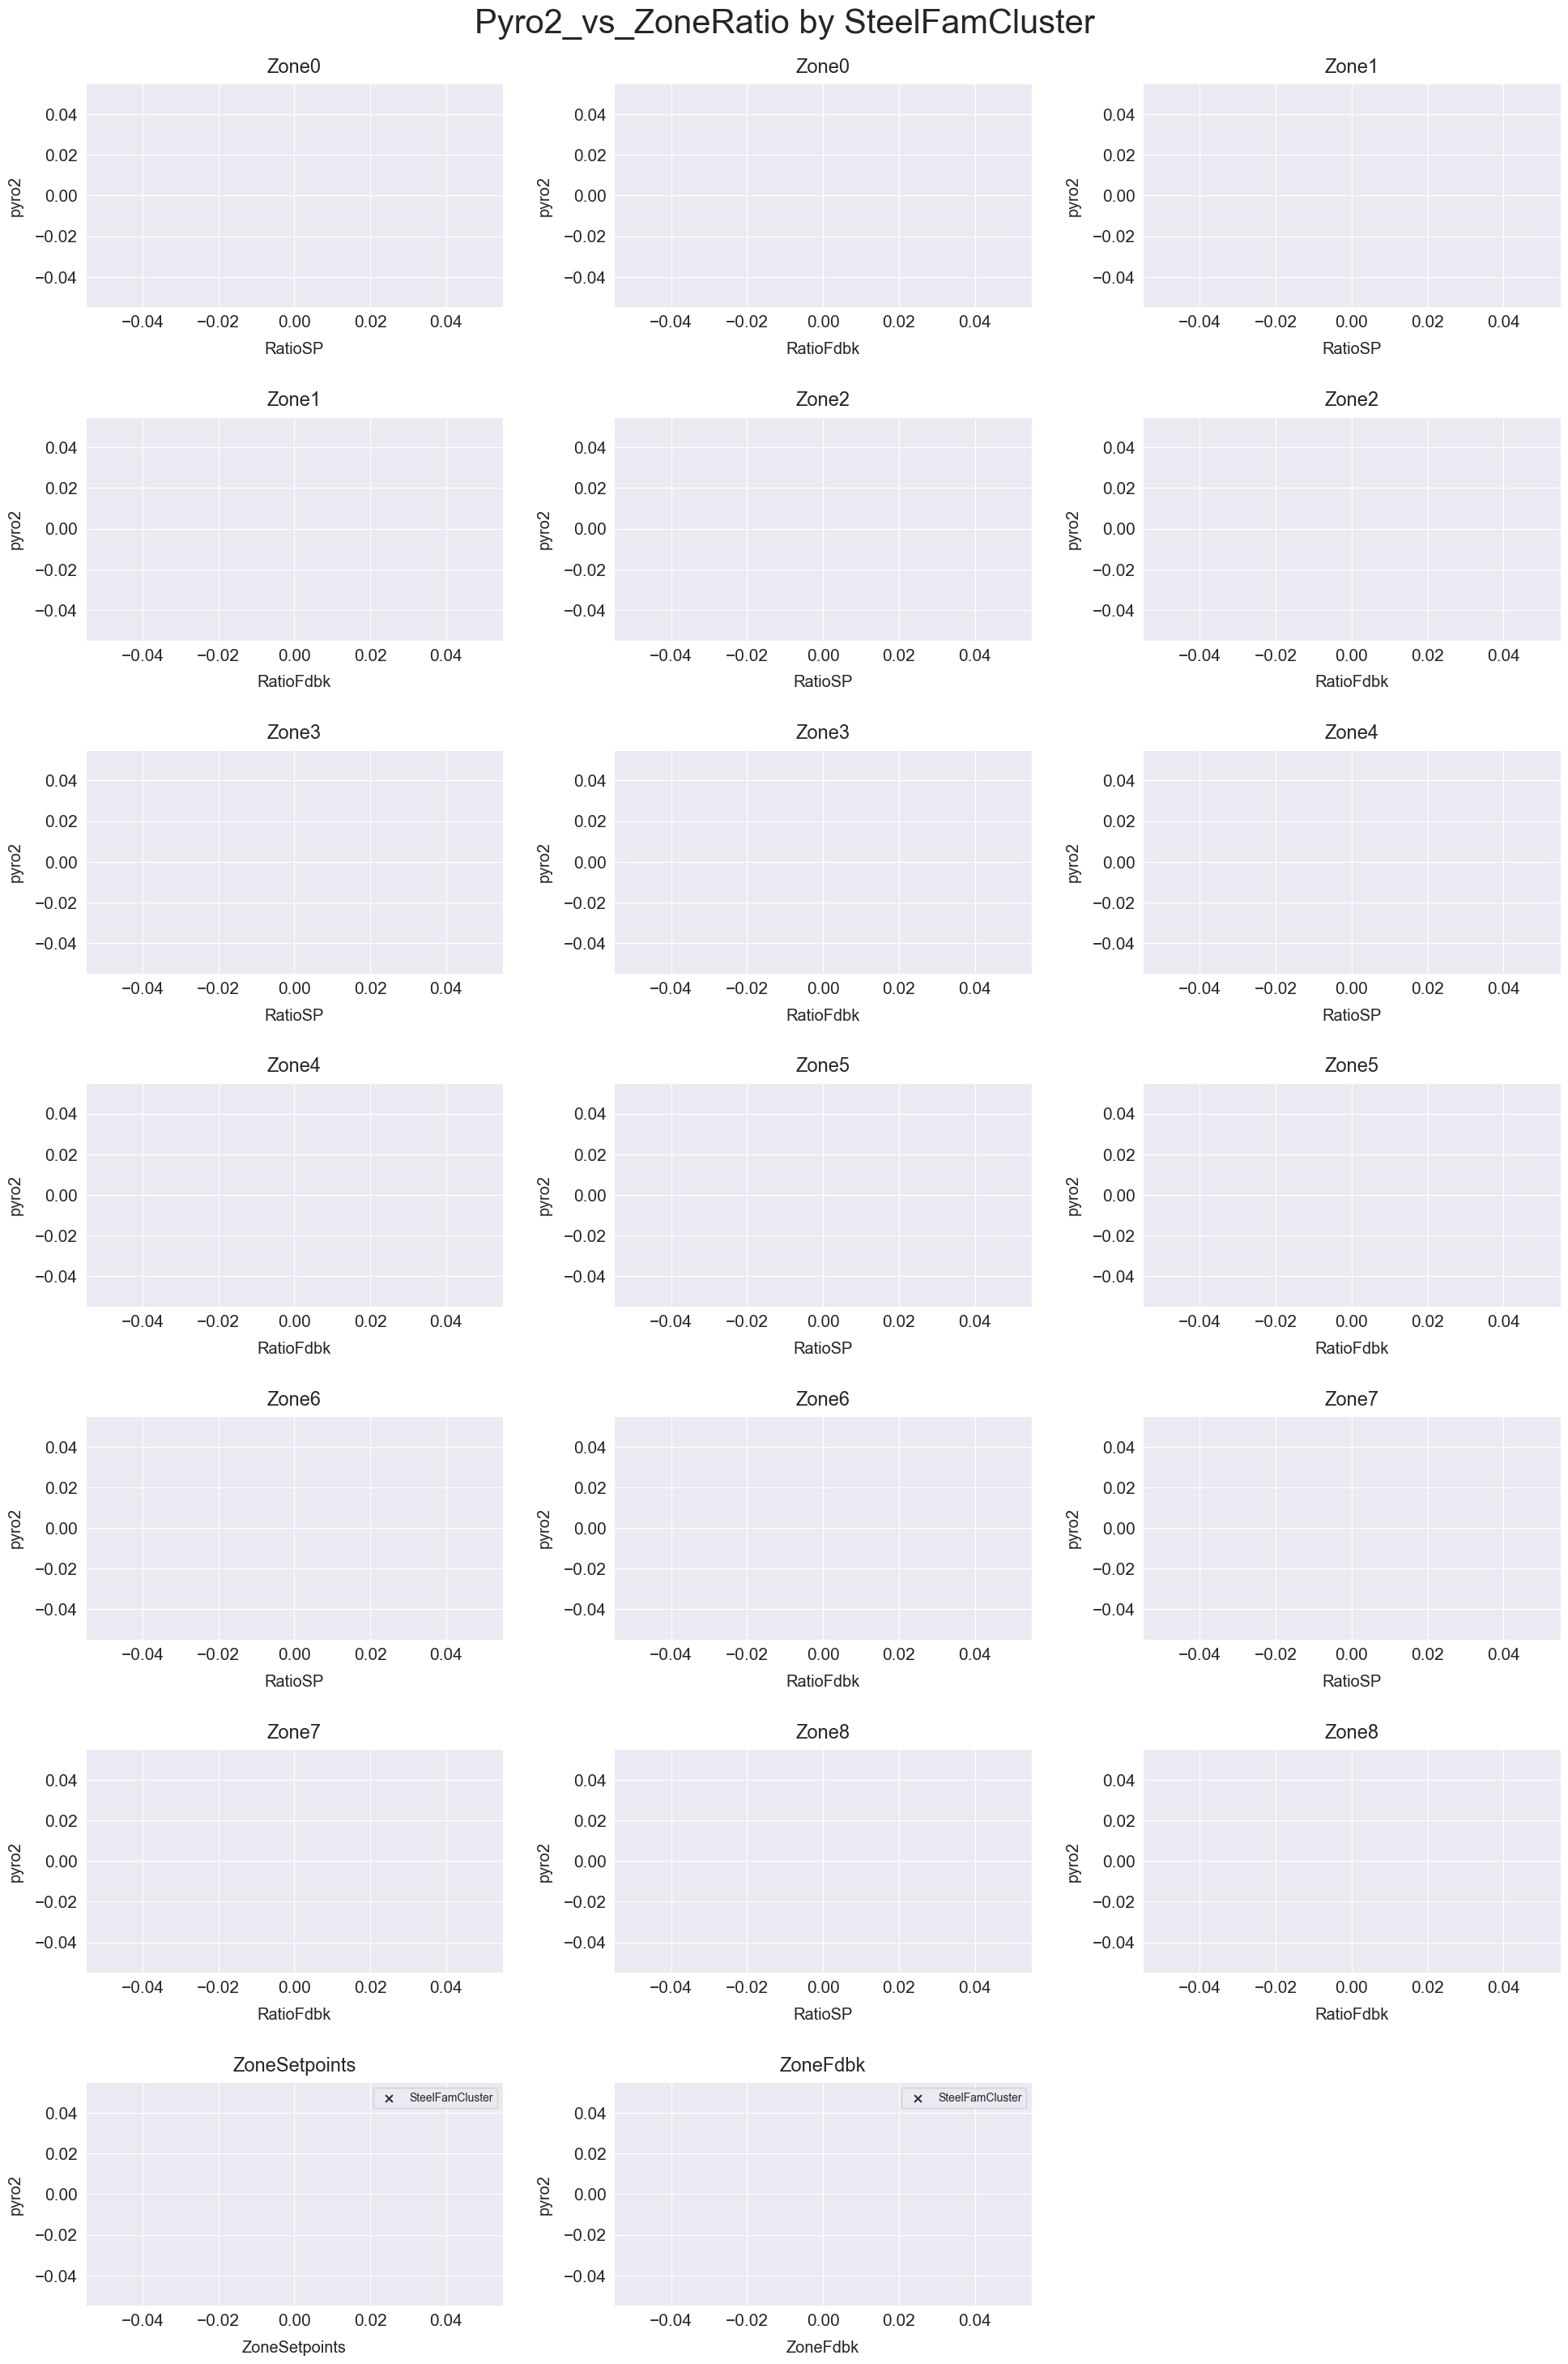 Pyro2_vs_ZoneRatio by SteelFamCluster
Zone0 Zone0 Zone1
0.04 0.04 0.04
0.02 0.02 0.02
pyro2 0.00 pyro2 0.00 pyro2 0.00
−0.02 −0.02 −0.02
−0.04 −0.04 −0.04
−0.04 −0.02 0.00 0.02 0.04 −0.04 −0.02 0.00 0.02 0.04 −0.04 −0.02 0.00 0.02 0.04
RatioSP RatioFdbk RatioSP
Zone1 Zone2 Zone2
0.04 0.04 0.04
0.02 0.02 0.02
pyro2 0.00 pyro2 0.00 pyro2 0.00
−0.02 −0.02 −0.02
−0.04 −0.04 −0.04
−0.04 −0.02 0.00 0.02 0.04 −0.04 −0.02 0.00 0.02 0.04 −0.04 −0.02 0.00 0.02 0.04
RatioFdbk RatioSP RatioFdbk
Zone3 Zone3 Zone4
0.04 0.04 0.04
0.02 0.02 0.02
pyro2 0.00 pyro2 0.00 pyro2 0.00
−0.02 −0.02 −0.02
−0.04 −0.04 −0.04
−0.04 −0.02 0.00 0.02 0.04 −0.04 −0.02 0.00 0.02 0.04 −0.04 −0.02 0.00 0.02 0.04
RatioSP RatioFdbk RatioSP
Zone4 Zone5 Zone5
0.04 0.04 0.04
0.02 0.02 0.02
pyro2 0.00 pyro2 0.00 pyro2 0.00
−0.02 −0.02 −0.02
−0.04 −0.04 −0.04
−0.04 −0.02 0.00 0.02 0.04 −0.04 −0.02 0.00 0.02 0.04 −0.04 −0.02 0.00 0.02 0.04
RatioFdbk RatioSP RatioFdbk
Zone6 Zone6 Zone7
0.04 0.04 0.04
0.02 0.02 0.02
pyro2 0.00 pyro2 0.00 pyro2 0.00
−0.02 −0.02 −0.02
−0.04 −0.04 −0.04
−0.04 −0.02 0.00 0.02 0.04 −0.04 −0.02 0.00 0.02 0.04 −0.04 −0.02 0.00 0.02 0.04
RatioSP RatioFdbk RatioSP
Zone7 Zone8 Zone8
0.04 0.04 0.04
0.02 0.02 0.02
pyro2 0.00 pyro2 0.00 pyro2 0.00
−0.02 −0.02 −0.02
−0.04 −0.04 −0.04
−0.04 −0.02 0.00 0.02 0.04 −0.04 −0.02 0.00 0.02 0.04 −0.04 −0.02 0.00 0.02 0.04
RatioFdbk RatioSP RatioFdbk
ZoneSetpoints ZoneFdbk
SteelFamCluster SteelFamCluster
0.04 0.04
0.02 0.02
pyro2 0.00 pyro2 0.00
−0.02 −0.02
−0.04 −0.04
−0.04 −0.02 0.00 0.02 0.04 −0.04 −0.02 0.00 0.02 0.04
ZoneSetpoints ZoneFdbk